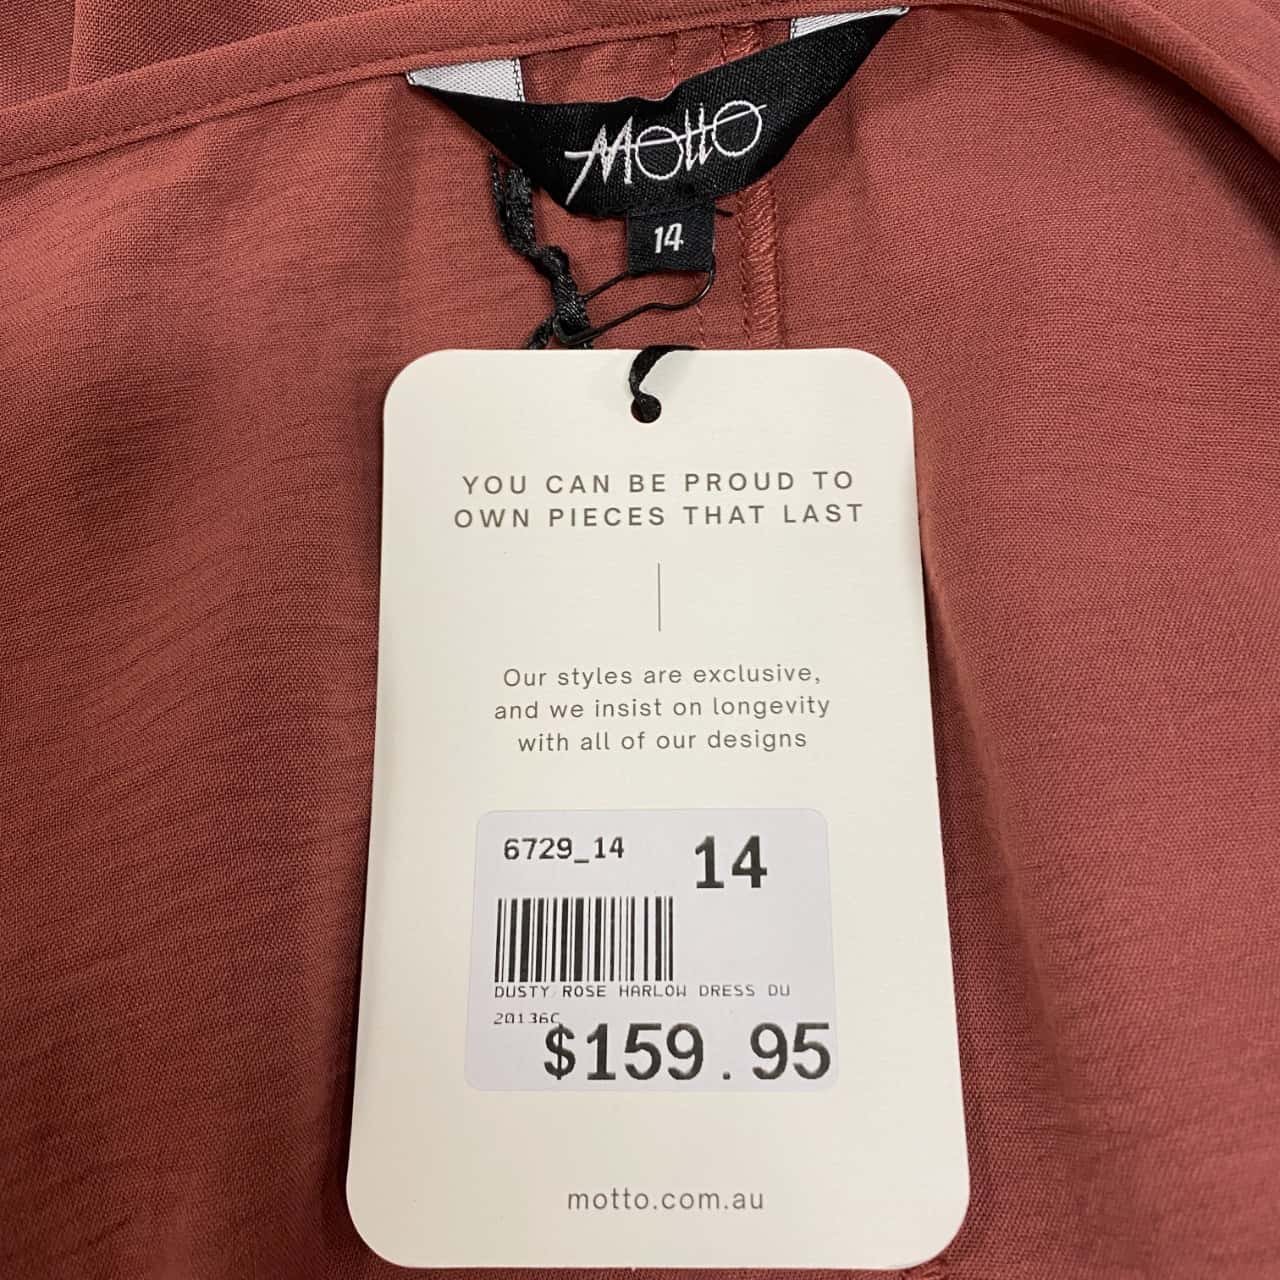 Motto
14
YOU CAN BE PROUD TO
OWN PIECES THAT LAST
Our styles are exclusive,
and we insist on longevity
with all of our designs
6729_14 14
DUSTY ROSE HARLOW DRESS DU
20136C
$159.95
motto.com.au